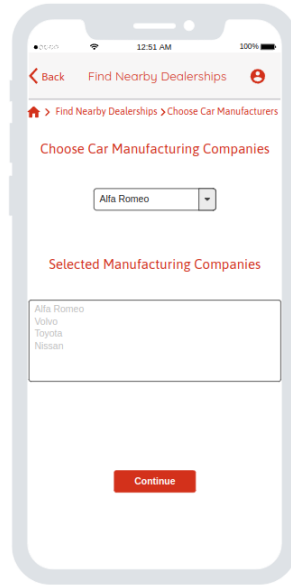 12:51 AM 100%
Back Find Nearby Dealerships
> Find Nearby Dealerships > Choose Car Manufacturers
Choose Car Manufacturing Companies
Alfa Romeo
Selected Manufacturing Companies
Alfa Romeo
Volvo
Toyota
Nissan
Continue